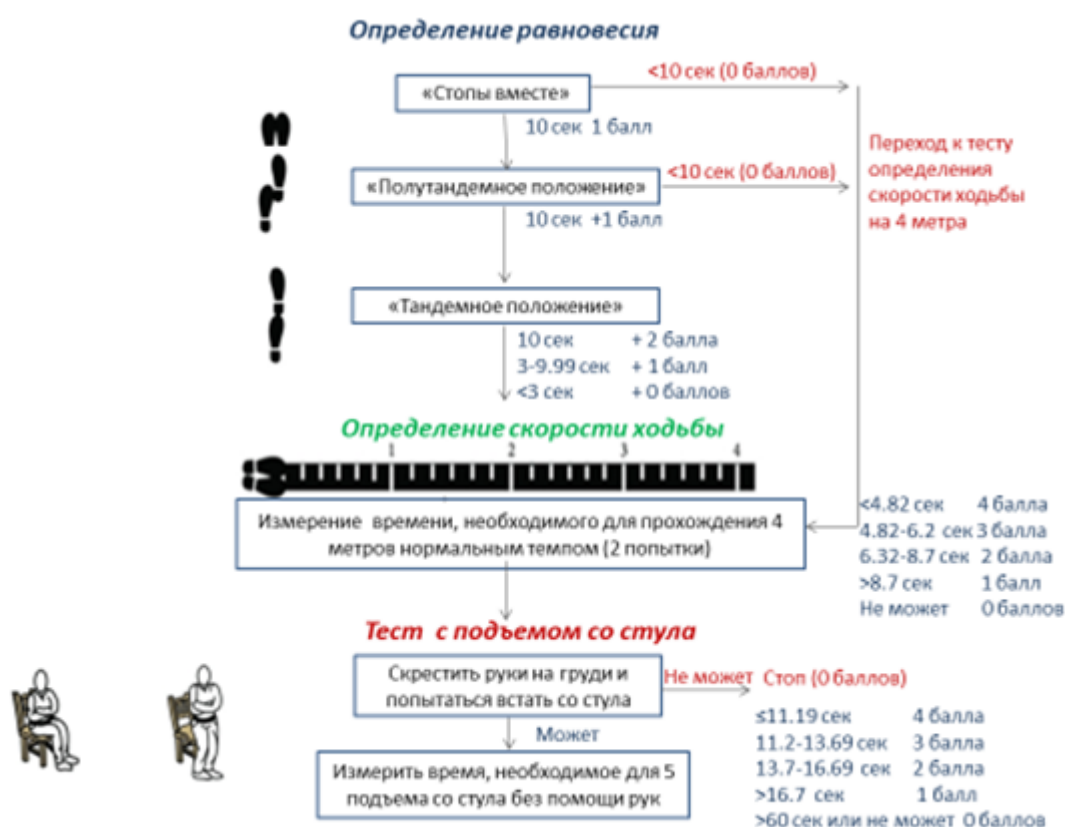 Определение равновесия
<10 сек (0 баллов)
«Стопы вместе»
10 сек 1 балл
Переход к тесту
определения
скорости ходьбы
на 4 метра
<10 сек (0 баллов)
«Полутандемное положение»
10 сек +1 балл
«Тандемное положение»
10 сек + 2 балла
3-9.99 сек + 1 балл
<3 сек + 0 баллов
Определение скорости ходьбы
1 2 3 4
Измерение времени, необходимого для прохождения 4
метров нормальным темпом (2 попытки)
<4.82 сек 4 балла
4.82-6.2 сек 3 балла
6.32-8.7 сек 2 балла
>8.7 сек 1 балл
Не может 0 баллов
Тест с подъемом со стула
Скрестить руки на груди и
попытаться встать со стула
Не может Стоп (0 баллов)
Может
Измерить время, необходимое для 5
подъема со стула без помощи рук
≤11.19 сек 4 балла
11.2-13.69 сек 3 балла
13.7-16.69 сек 2 балла
>16.7 сек 1 балл
>60 сек или не может 0 баллов